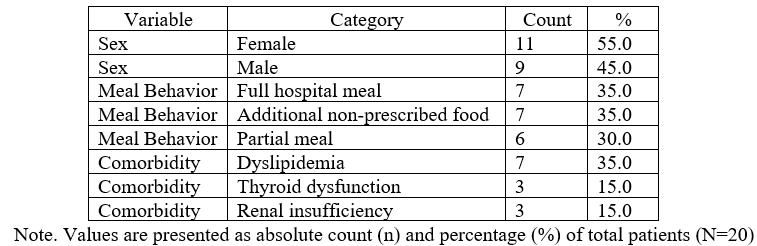 Variable Category Count %
Sex Female 11 55.0
Sex Male 9 45.0
Meal Behavior Full hospital meal 7 35.0
Meal Behavior Additional non-prescribed food 7 35.0
Meal Behavior Partial meal 6 30.0
Comorbidity Dyslipidemia 7 35.0
Comorbidity Thyroid dysfunction 3 15.0
Comorbidity Renal insufficiency 3 15.0
Note. Values are presented as absolute count (n) and percentage (%) of total patients (N=20)